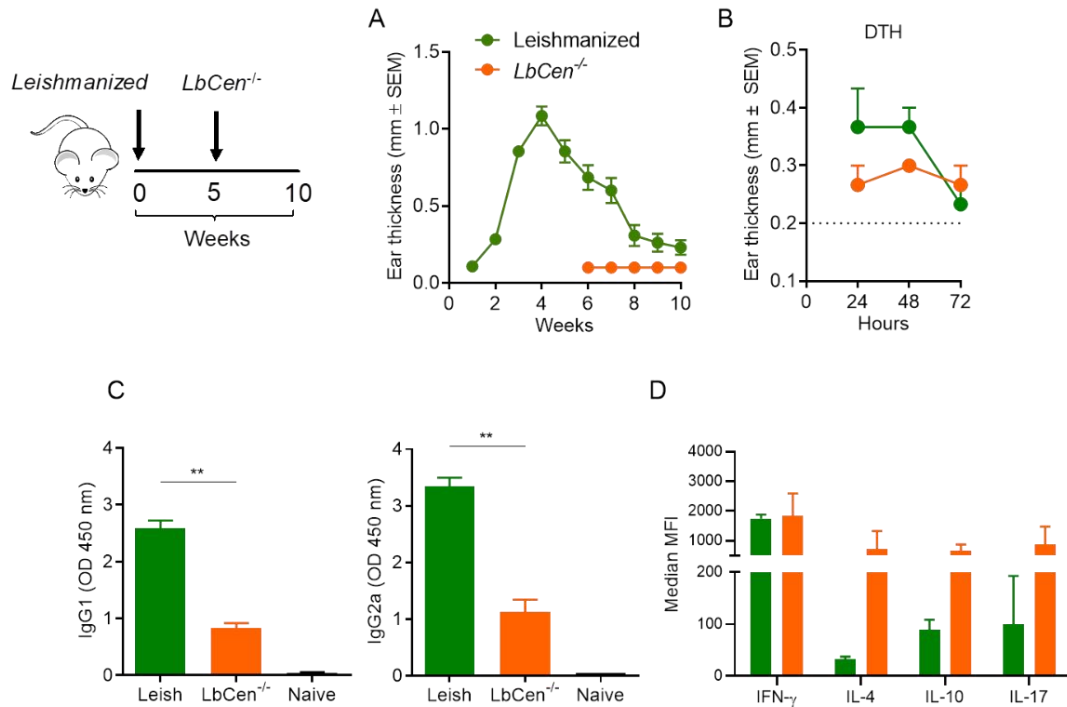 Leishmanized
LbCen-/-
0
5
10
Weeks
A
Leishmanized
LbCen-/-
Ear thickness (mm ± SEM)
1.5
1.0
0.5
0.0
0 2 4 6 8 10
Weeks
B
DTH
Ear thickness (mm ± SEM)
0.5
0.4
0.3
0.2
0.1
0 24 48 72
Hours
C
IgG1 (OD 450 nm)
4
3
2
1
0
**
Leish LbCen-/- Naive
IgG2a (OD 450 nm)
4
3
2
1
0
**
Leish LbCen-/- Naive
D
Median MFI
4000
3000
2000
1000
200
100
0
IFN-γ IL-4 IL-10 IL-17